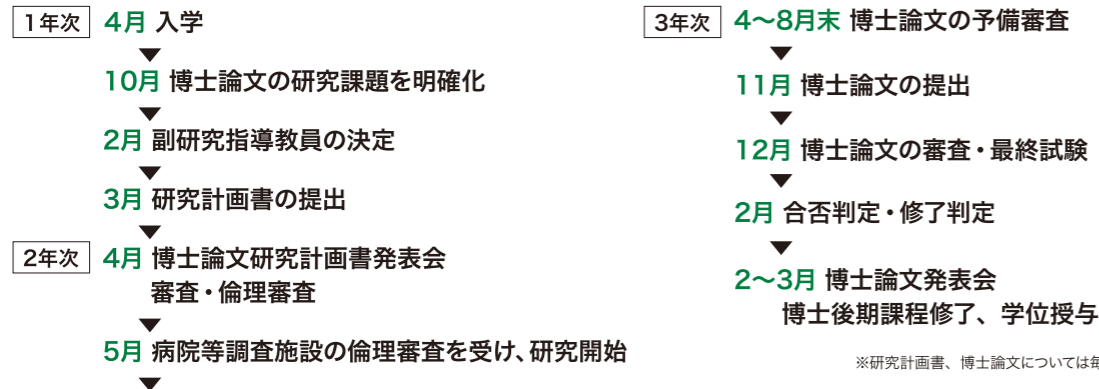 1年次 4月 入学
▼
10月 博士論文の研究課題を明確化
▼
2月 副研究指導教員の決定
▼
3月 研究計画書の提出
▼
2年次 4月 博士論文研究計画書発表会
審査・倫理審査
▼
5月 病院等調査施設の倫理審査を受け、研究開始
▼
3年次 4〜8月末 博士論文の予備審査
▼
11月 博士論文の提出
▼
12月 博士論文の審査・最終試験
▼
2月 合否判定・修了判定
▼
2〜3月 博士論文発表会
博士後期課程修了、学位授与
※研究計画書、博士論文については